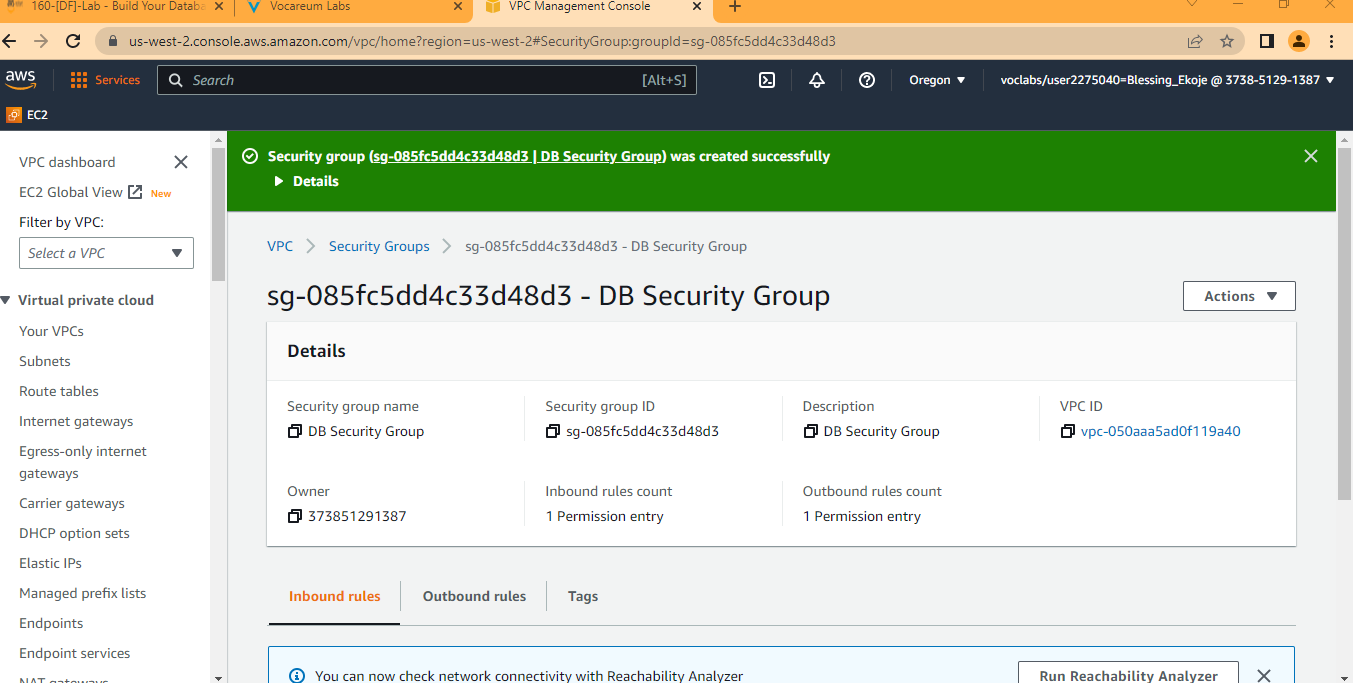 160-[DF]-Lab - Build Your Databa
Vocareum Labs
VPC Management Console
us-west-2.console.aws.amazon.com/vpc/home?region=us-west-2#SecurityGroup:groupId=sg-085fc5dd4c33d48d3
aws
Services
Search
[Alt+S]
Oregon
voclabs/user2275040=Blessing_Ekoje @ 3738-5129-1387
EC2
VPC dashboard
EC2 Global View New
Filter by VPC:
Select a VPC
Virtual private cloud
Your VPCs
Subnets
Route tables
Internet gateways
Egress-only internet
gateways
Carrier gateways
DHCP option sets
Elastic IPs
Managed prefix lists
Endpoints
Endpoint services
NAT gateways
Security group (sg-085fc5dd4c33d48d3 | DB Security Group) was created successfully
Details
VPC > Security Groups > sg-085fc5dd4c33d48d3 - DB Security Group
sg-085fc5dd4c33d48d3 - DB Security Group
Actions
Details
Security group name
DB Security Group
Security group ID
sg-085fc5dd4c33d48d3
Description
DB Security Group
VPC ID
vpc-050aaa5ad0f119a40
Owner
373851291387
Inbound rules count
1 Permission entry
Outbound rules count
1 Permission entry
Inbound rules
Outbound rules
Tags
You can now check network connectivity with Reachability Analyzer
Run Reachability Analyzer